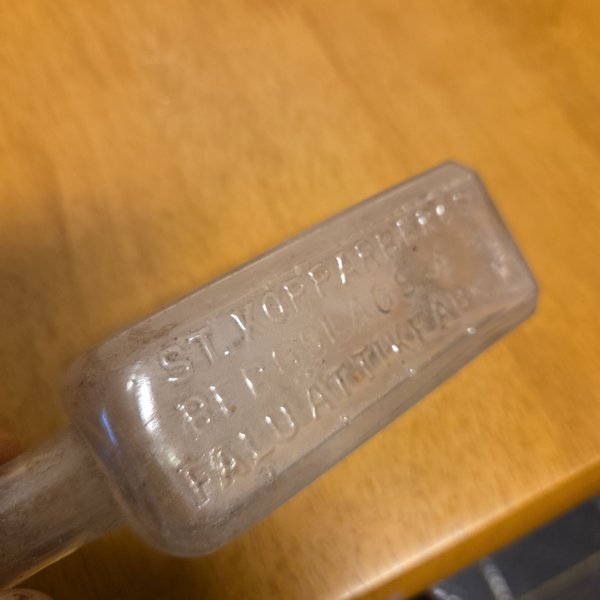 ST. KOPPARBERGS
BERGSLAGS
FALU ATTIKFAB.